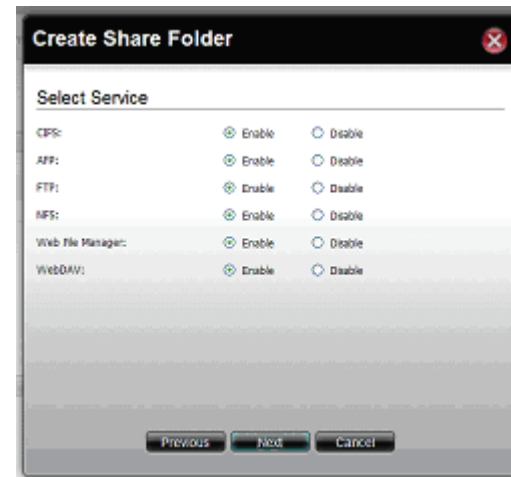 Create Share Folder
Select Service
CIFS: Enable Disable
AFP: Enable Disable
FTP: Enable Disable
NFS: Enable Disable
Web File Manager: Enable Disable
WebDAV: Enable Disable
Previous Next Cancel